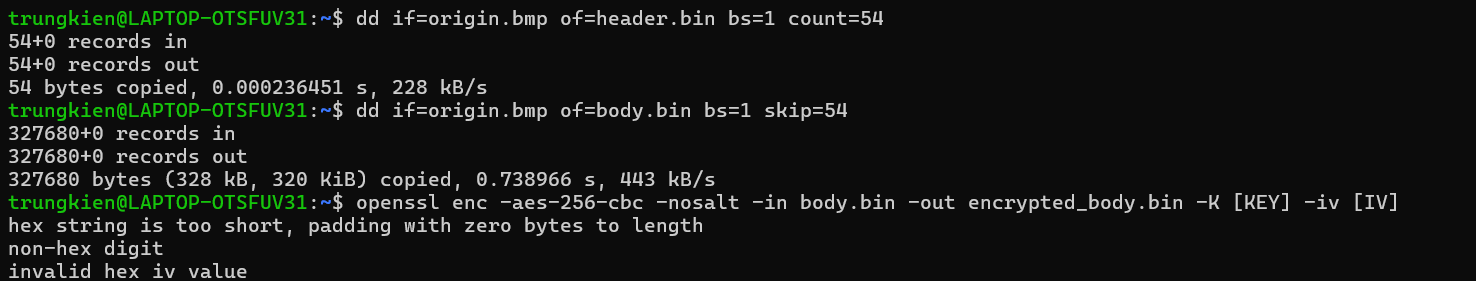 trungkien@LAPTOP-OTSFUV31:~$ dd if=origin.bmp of=header.bin bs=1 count=54
54+0 records in
54+0 records out
54 bytes copied, 0.000236451 s, 228 kB/s
trungkien@LAPTOP-OTSFUV31:~$ dd if=origin.bmp of=body.bin bs=1 skip=54
327680+0 records in
327680+0 records out
327680 bytes (328 kB, 320 KiB) copied, 0.738966 s, 443 kB/s
trungkien@LAPTOP-OTSFUV31:~$ openssl enc -aes-256-cbc -nosalt -in body.bin -out encrypted_body.bin -K [KEY] -iv [IV]
hex string is too short, padding with zero bytes to length
non-hex digit
invalid hex iv value